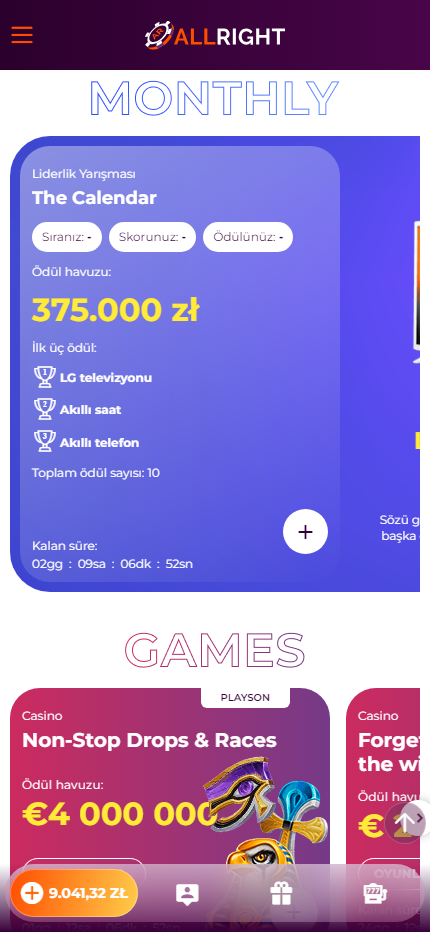 ALLRIGHT
MONTHLY
Liderlik Yarışması
The Calendar
Sıranız: -
Skorunuz: -
Ödülünüz: -
Ödül havuzu:
375.000 zł
İlk üç ödül:
1 LG televizyonu
2 Akıllı saat
3 Akıllı telefon
Toplam ödül sayısı: 10
Kalan süre:
02gg : 09sa : 06dk : 52sn
Sözü g
başka
GAMES
PLAYSON
Casino
Non-Stop Drops & Races
Ödül havuzu:
€4 000 000
Casino
Forge
the wi
Ödül havu
€
OYUNL
9.041,32 ZŁ
777